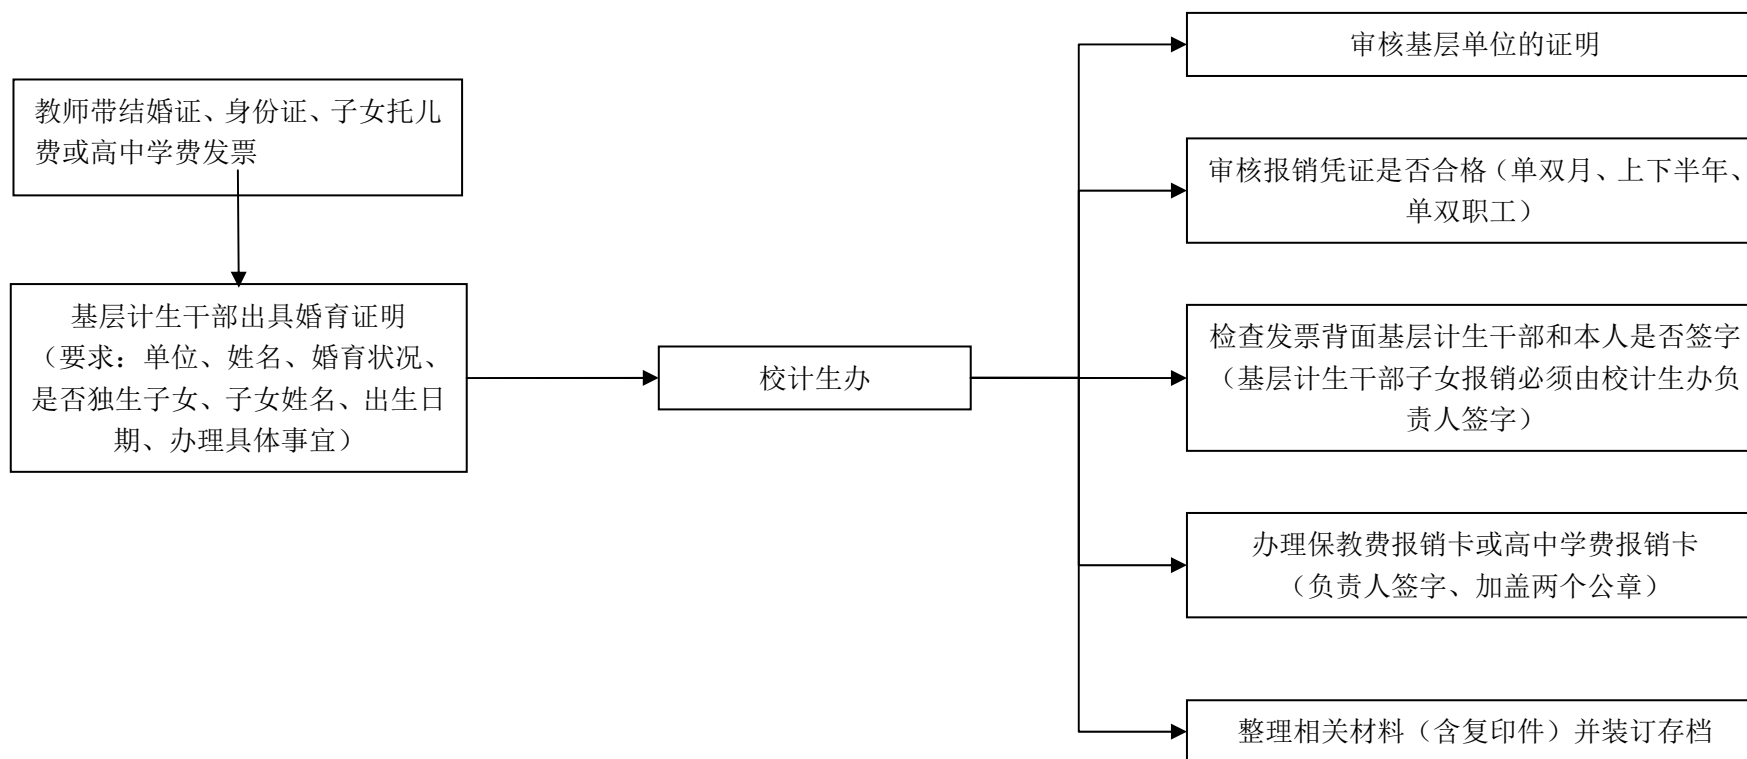 教师带结婚证、身份证、子女托儿
费或高中学费发票
基层计生干部出具婚育证明
（要求：单位、姓名、婚育状况、
是否独生子女、子女姓名、出生日
期、办理具体事宜）
校计生办
审核基层单位的证明
审核报销凭证是否合格（单双月、上下半年、
单双职工）
检查发票背面基层计生干部和本人是否签字
（基层计生干部子女报销必须由校计生办负
责人签字）
办理保教费报销卡或高中学费报销卡
（负责人签字、加盖两个公章）
整理相关材料（含复印件）并装订存档